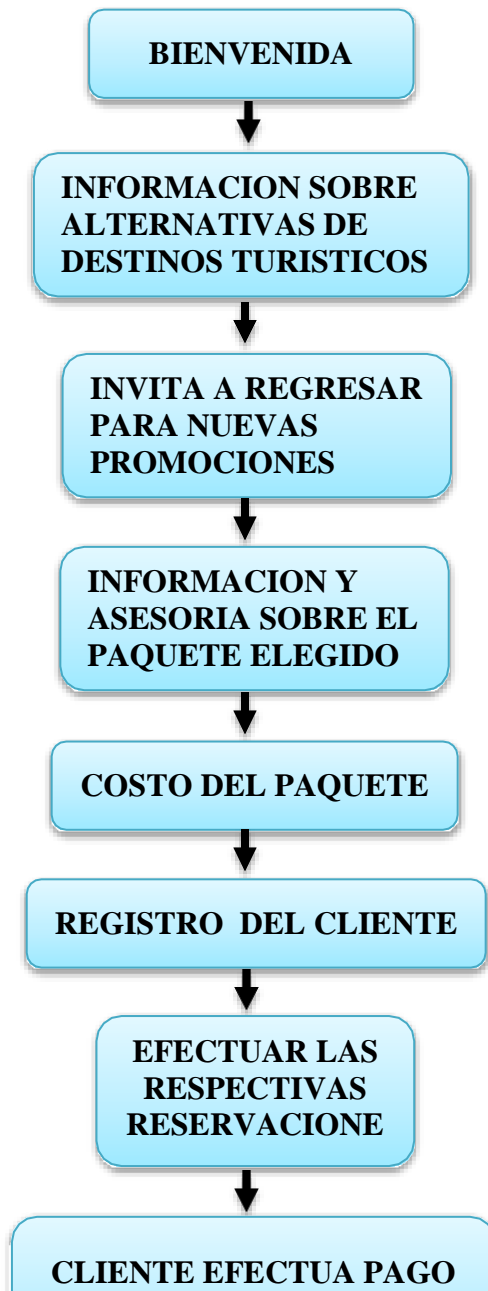 BIENVENIDA
INFORMACION SOBRE
ALTERNATIVAS DE
DESTINOS TURISTICOS
INVITA A REGRESAR
PARA NUEVAS
PROMOCIONES
INFORMACION Y
ASESORIA SOBRE EL
PAQUETE ELEGIDO
COSTO DEL PAQUETE
REGISTRO DEL CLIENTE
EFECTUAR LAS
RESPECTIVAS
RESERVACIONE
CLIENTE EFECTUA PAGO